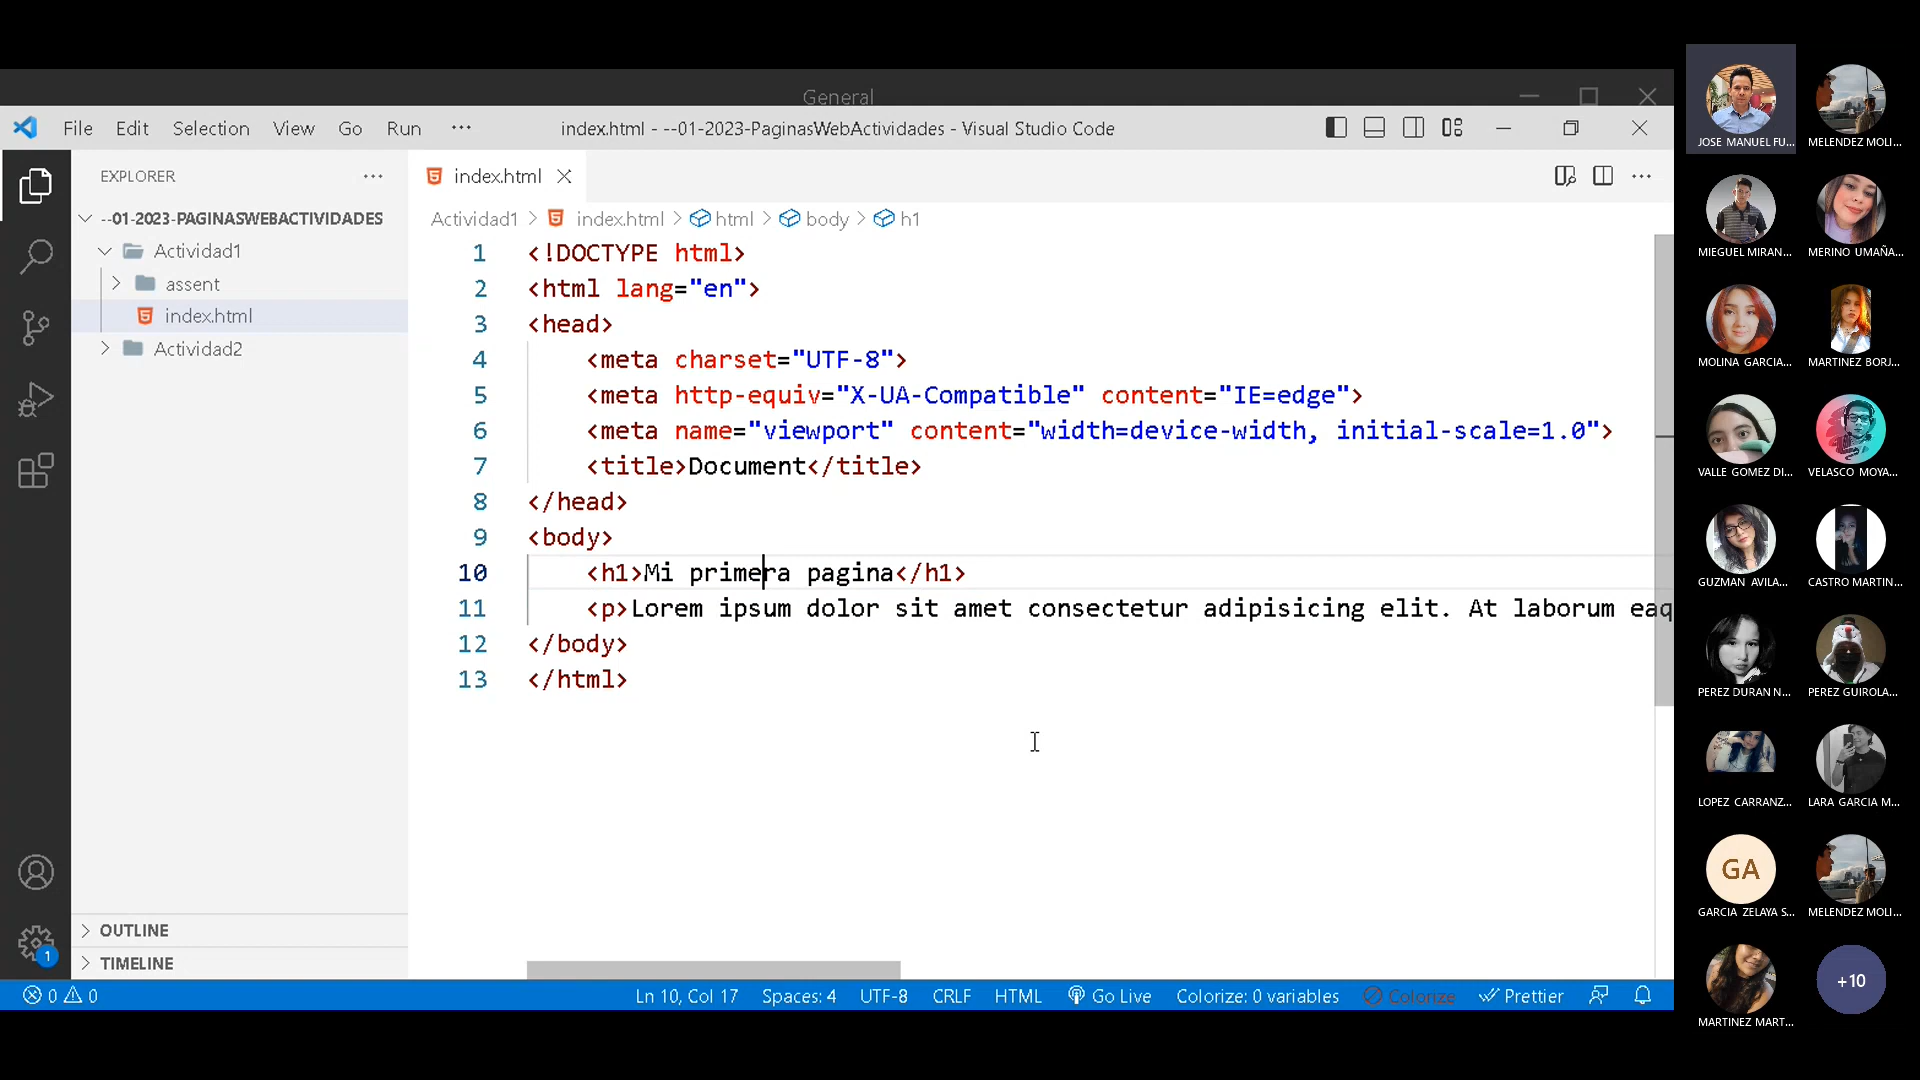 General
File Edit Selection View Go Run ··· index.html - --01-2023-PaginasWebActividades - Visual Studio Code
EXPLORER ···
--01-2023-PAGINASWEBACTIVIDADES
Actividad1
assent
index.html
Actividad2
OUTLINE
TIMELINE
index.html
Actividad1 > index.html > html > body > h1
1 <!DOCTYPE html>
2 <html lang="en">
3 <head>
4 <meta charset="UTF-8">
5 <meta http-equiv="X-UA-Compatible" content="IE=edge">
6 <meta name="viewport" content="width=device-width, initial-scale=1.0">
7 <title>Document</title>
8 </head>
9 <body>
10 <h1>Mi primera pagina</h1>
11 <p>Lorem ipsum dolor sit amet consectetur adipisicing elit. At laborum eaq
12 </body>
13 </html>
1
0 0 Ln 10, Col 17 Spaces: 4 UTF-8 CRLF HTML Go Live Colorize: 0 variables Colorize Prettier
JOSE MANUEL FU... MELENDEZ MOLI...
MIEGUEL MIRAN... MERINO UMAÑA...
MOLINA GARCIA... MARTINEZ BORJ...
VALLE GOMEZ DI... VELASCO MOYA...
GUZMAN AVILA... CASTRO MARTIN...
PEREZ DURAN N... PEREZ GUIROLA...
LOPEZ CARRANZ... LARA GARCIA M...
GA
GARCIA ZELAYA S... MELENDEZ MOLI...
+10
MARTINEZ MART...